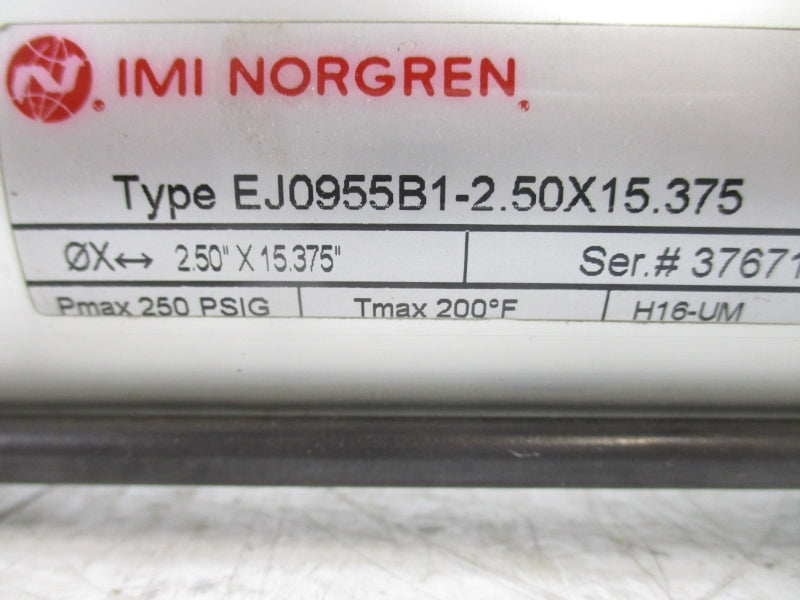 IMI NORGREN
Type EJ0955B1-2.50X15.375
ØX↔ 2.50" X 15.375" Ser.# 37671
Pmax 250 PSIG Tmax 200°F H16-UM